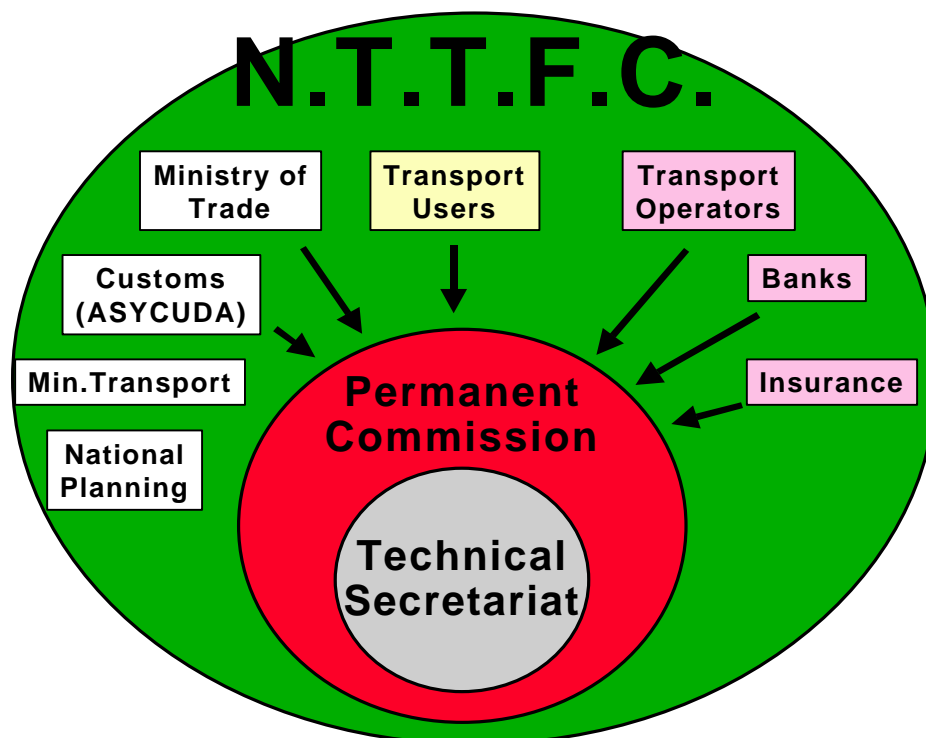 N.T.T.F.C.
Ministry of
Trade
Transport
Users
Transport
Operators
Customs
(ASYCUDA)
Banks
Min.Transport
Insurance
National
Planning
Permanent
Commission
Technical
Secretariat